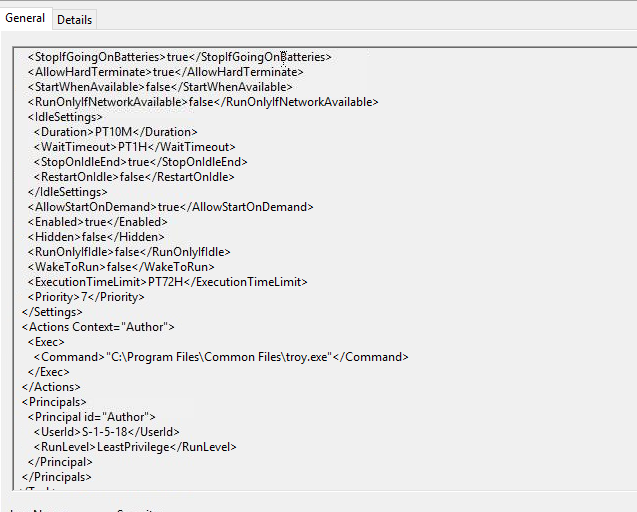 General Details
<StopIfGoingOnBatteries>true</StopIfGoingOnBatteries>
<AllowHardTerminate>true</AllowHardTerminate>
<StartWhenAvailable>false</StartWhenAvailable>
<RunOnlyIfNetworkAvailable>false</RunOnlyIfNetworkAvailable>
<IdleSettings>
<Duration>PT10M</Duration>
<WaitTimeout>PT1H</WaitTimeout>
<StopOnIdleEnd>true</StopOnIdleEnd>
<RestartOnIdle>false</RestartOnIdle>
</IdleSettings>
<AllowStartOnDemand>true</AllowStartOnDemand>
<Enabled>true</Enabled>
<Hidden>false</Hidden>
<RunOnlyIfIdle>false</RunOnlyIfIdle>
<WakeToRun>false</WakeToRun>
<ExecutionTimeLimit>PT72H</ExecutionTimeLimit>
<Priority>7</Priority>
</Settings>
<Actions Context="Author">
<Exec>
<Command>"C:\Program Files\Common Files\troy.exe"</Command>
</Exec>
</Actions>
<Principals>
<Principal id="Author">
<UserId>S-1-5-18</UserId>
<RunLevel>LeastPrivilege</RunLevel>
</Principal>
</Principals>